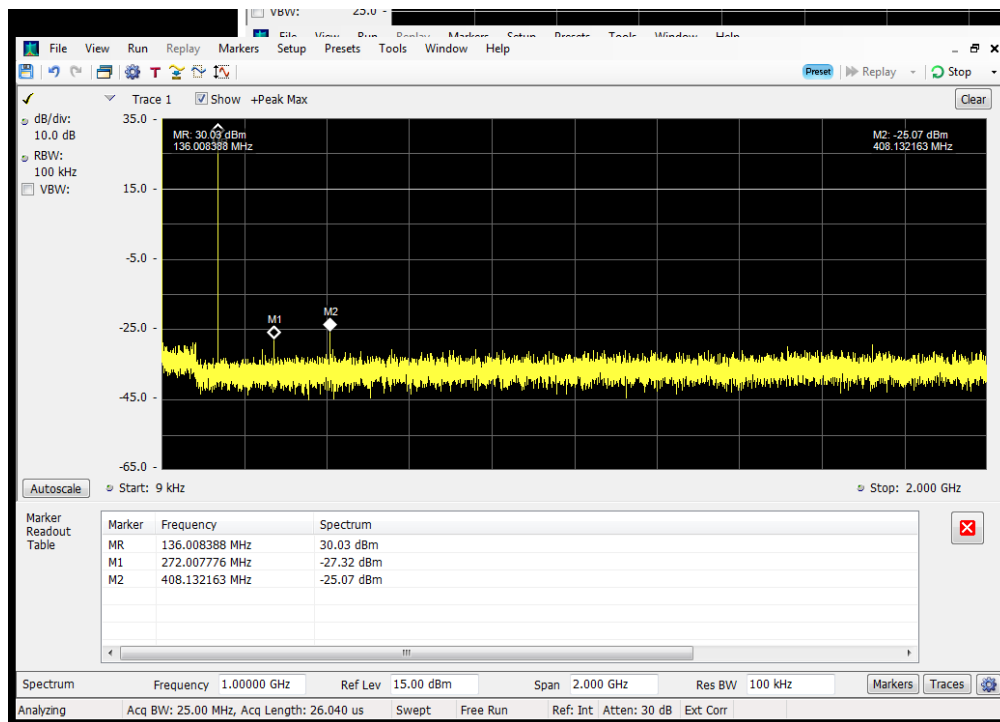 VBW: 25.0 -
File View Run Replay Markers Setup Presets Tools Window Help
File View Run Replay Markers Setup Presets Tools Window Help
T Preset Replay Stop
Trace 1 Show +Peak Max Clear
dB/div:
10.0 dB
RBW:
100 kHz
VBW:
35.0 -
15.0 -
-5.0 -
-25.0 -
-45.0 -
-65.0 -
MR: 30.03 dBm
136.008388 MHz
M2: -25.07 dBm
408.132163 MHz
M1
M2
Autoscale Start: 9 kHz Stop: 2.000 GHz
Marker
Readout
Table
Marker Frequency Spectrum
MR 136.008388 MHz 30.03 dBm
M1 272.007776 MHz -27.32 dBm
M2 408.132163 MHz -25.07 dBm
Spectrum Frequency 1.00000 GHz Ref Lev 15.00 dBm Span 2.000 GHz Res BW 100 kHz Markers Traces
Analyzing Acq BW: 25.00 MHz, Acq Length: 26.040 us Swept Free Run Ref: Int Atten: 30 dB Ext Corr